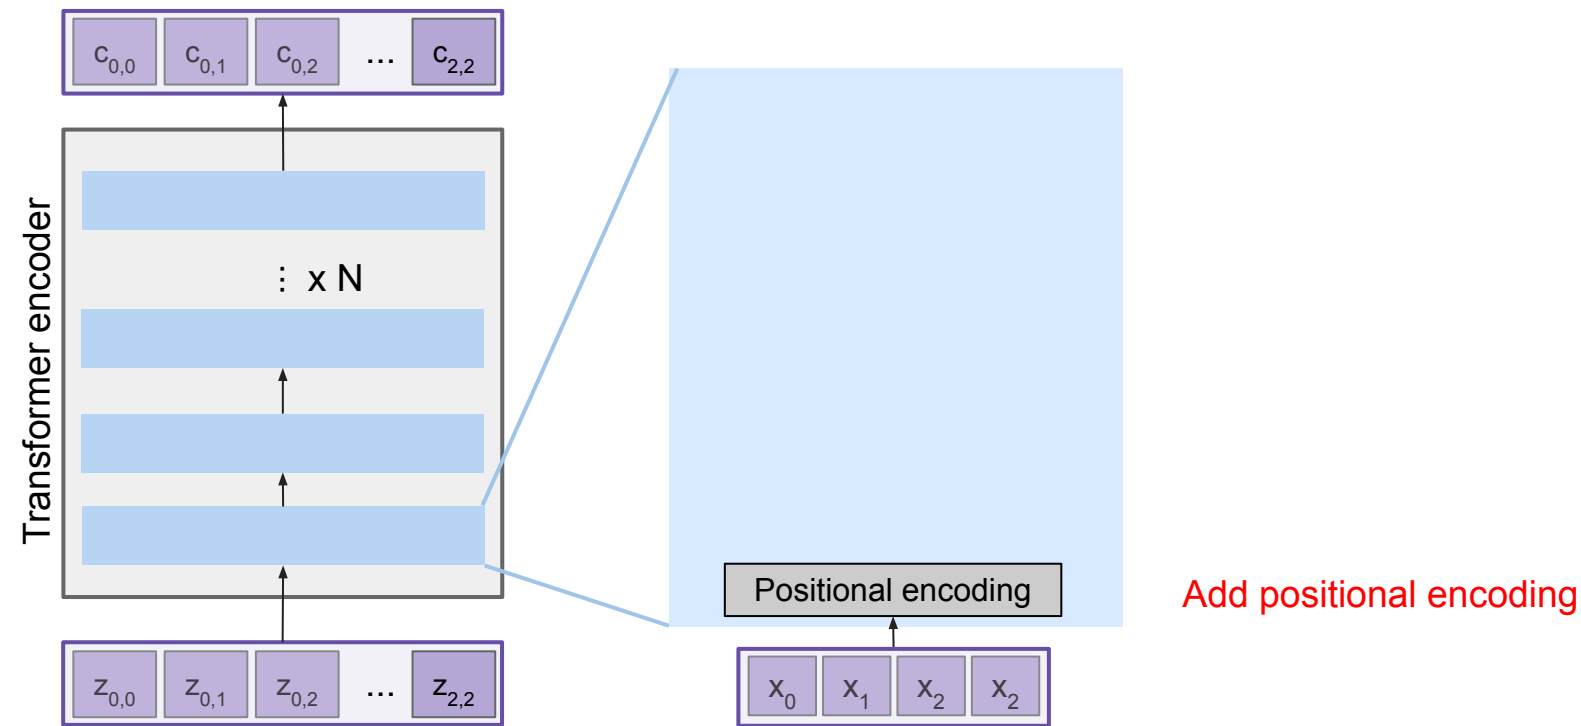 c0,0 c0,1 c0,2 ... c2,2
Transformer encoder
⋮ x N
z0,0 z0,1 z0,2 ... z2,2
Positional encoding
x0 x1 x2 x2
Add positional encoding